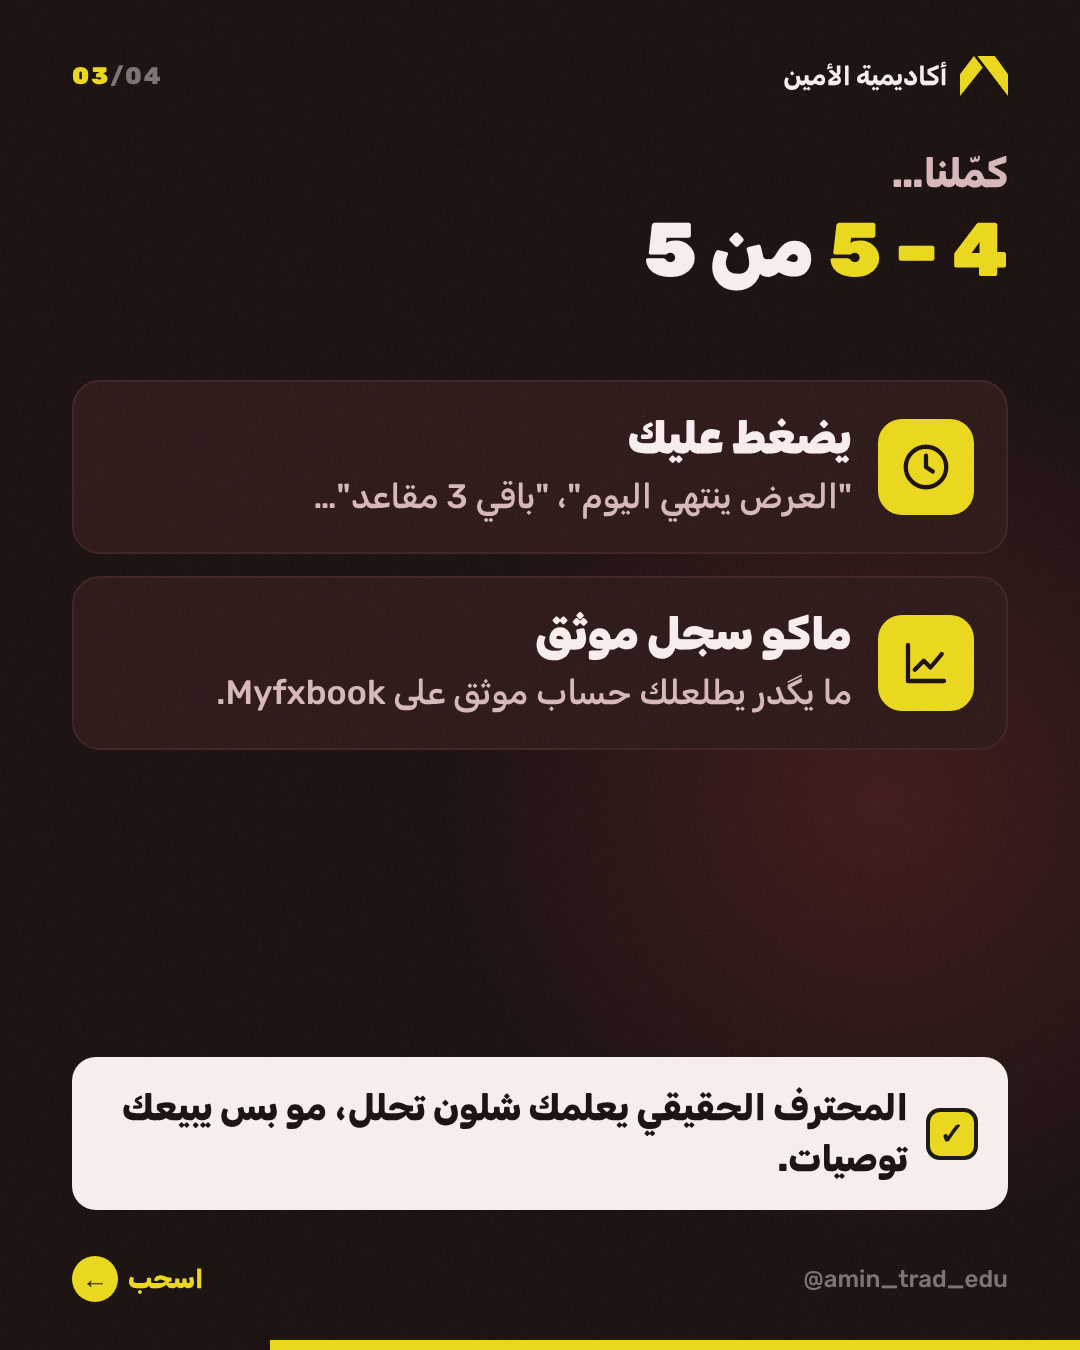 أكاديمية الأمين
03/04
كمّلنا...
4 – 5 من 5
يضغط عليك
"العرض ينتهي اليوم"، "باقي 3 مقاعد"...
ماكو سجل موثق
ما يگدر يطلعلك حساب موثق على Myfxbook.
المحترف الحقيقي يعلمك شلون تحلل، مو بس يبيعك
توصيات.
@amin_trad_edu
اسحب ←